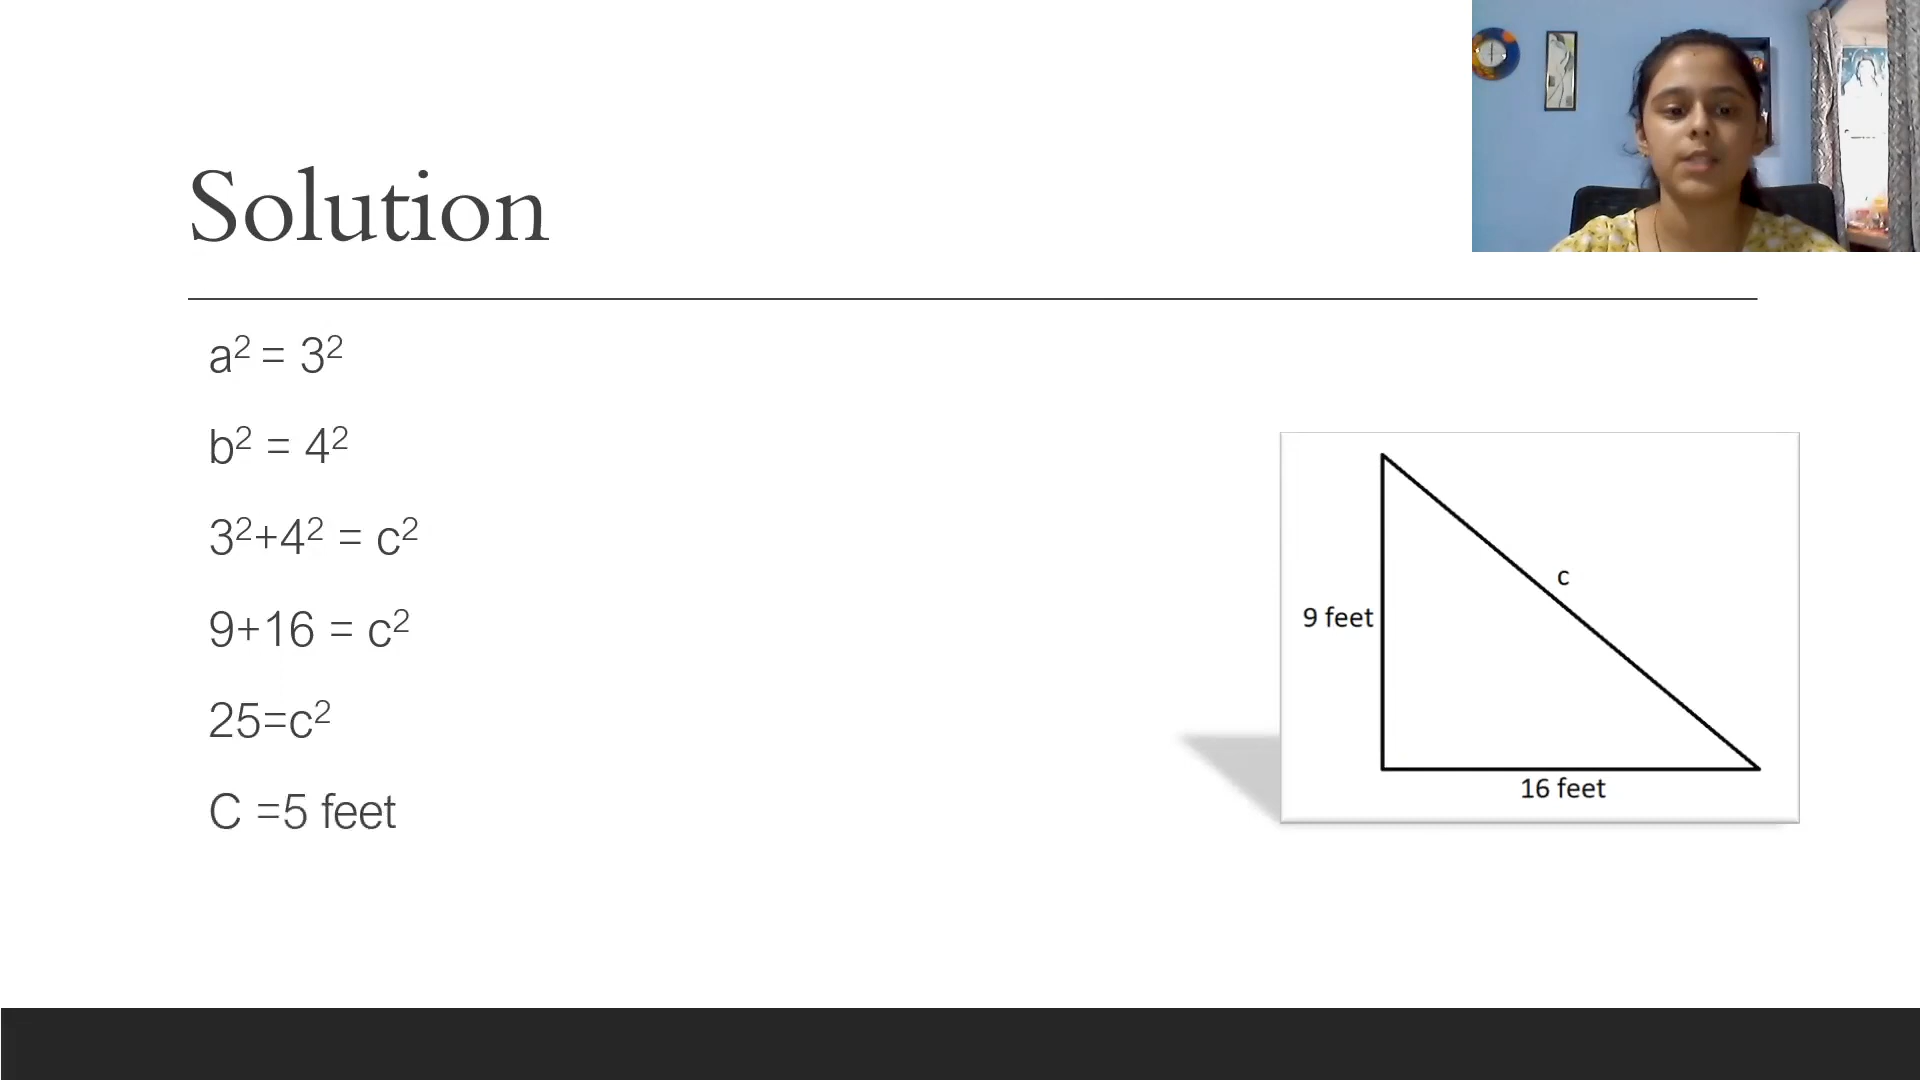 Solution
a² = 3²
b² = 4²
3²+4² = c²
9+16 = c²
25=c²
C =5 feet
c
9 feet
16 feet